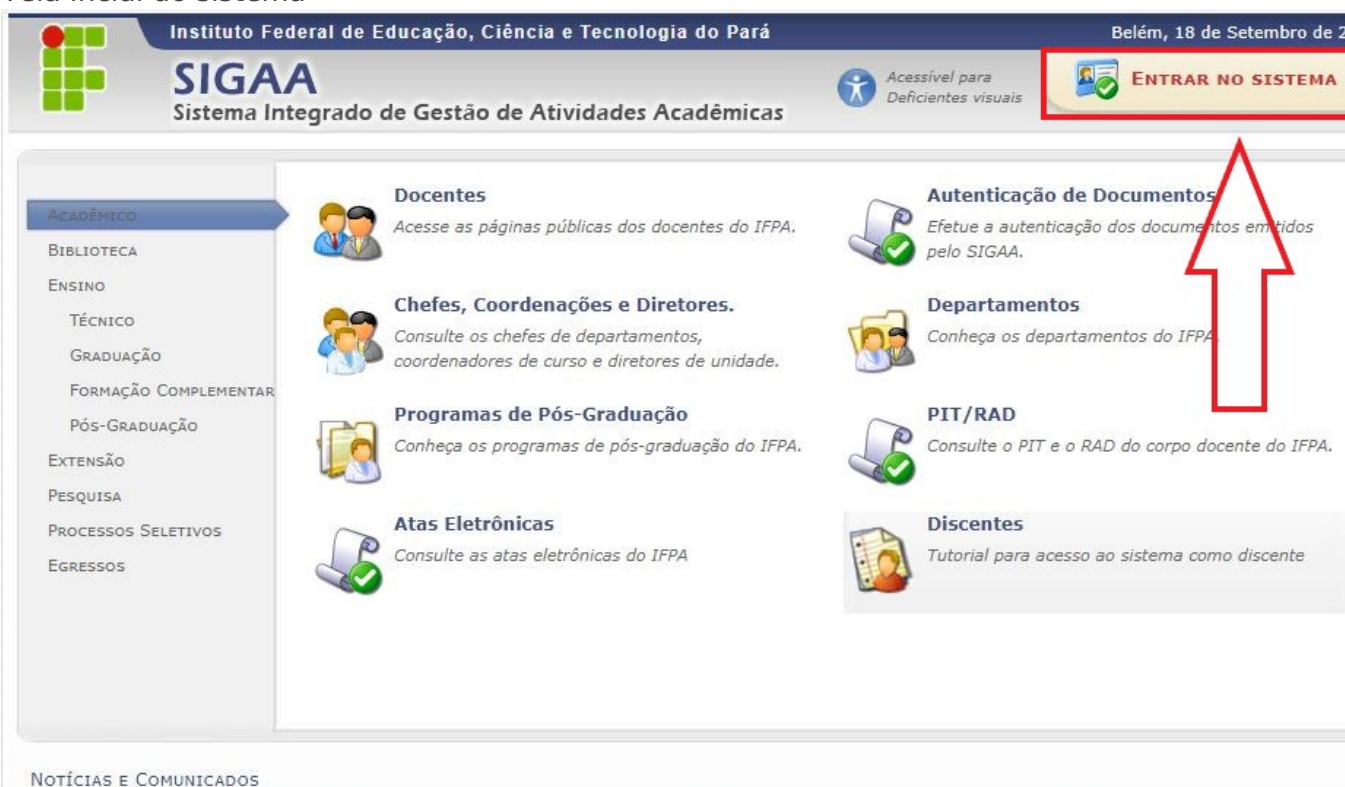 Instituto Federal de Educação, Ciência e Tecnologia do Pará
Belém, 18 de Setembro de 2
SIGAA
Sistema Integrado de Gestão de Atividades Acadêmicas
Acessível para
Deficientes visuais
ENTRAR NO SISTEMA
ACADÊMICO
BIBLIOTECA
ENSINO
TÉCNICO
GRADUAÇÃO
FORMAÇÃO COMPLEMENTAR
PÓS-GRADUAÇÃO
EXTENSÃO
PESQUISA
PROCESSOS SELETIVOS
EGRESSOS
Docentes
Acesse as páginas públicas dos docentes do IFPA.
Autenticação de Documentos
Efetue a autenticação dos documentos emitidos
pelo SIGAA.
Chefes, Coordenações e Diretores.
Consulte os chefes de departamentos,
coordenadores de curso e diretores de unidade.
Departamentos
Conheça os departamentos do IFPA.
Programas de Pós-Graduação
Conheça os programas de pós-graduação do IFPA.
PIT/RAD
Consulte o PIT e o RAD do corpo docente do IFPA.
Atas Eletrônicas
Consulte as atas eletrônicas do IFPA
Discentes
Tutorial para acesso ao sistema como discente
NOTÍCIAS E COMUNICADOS